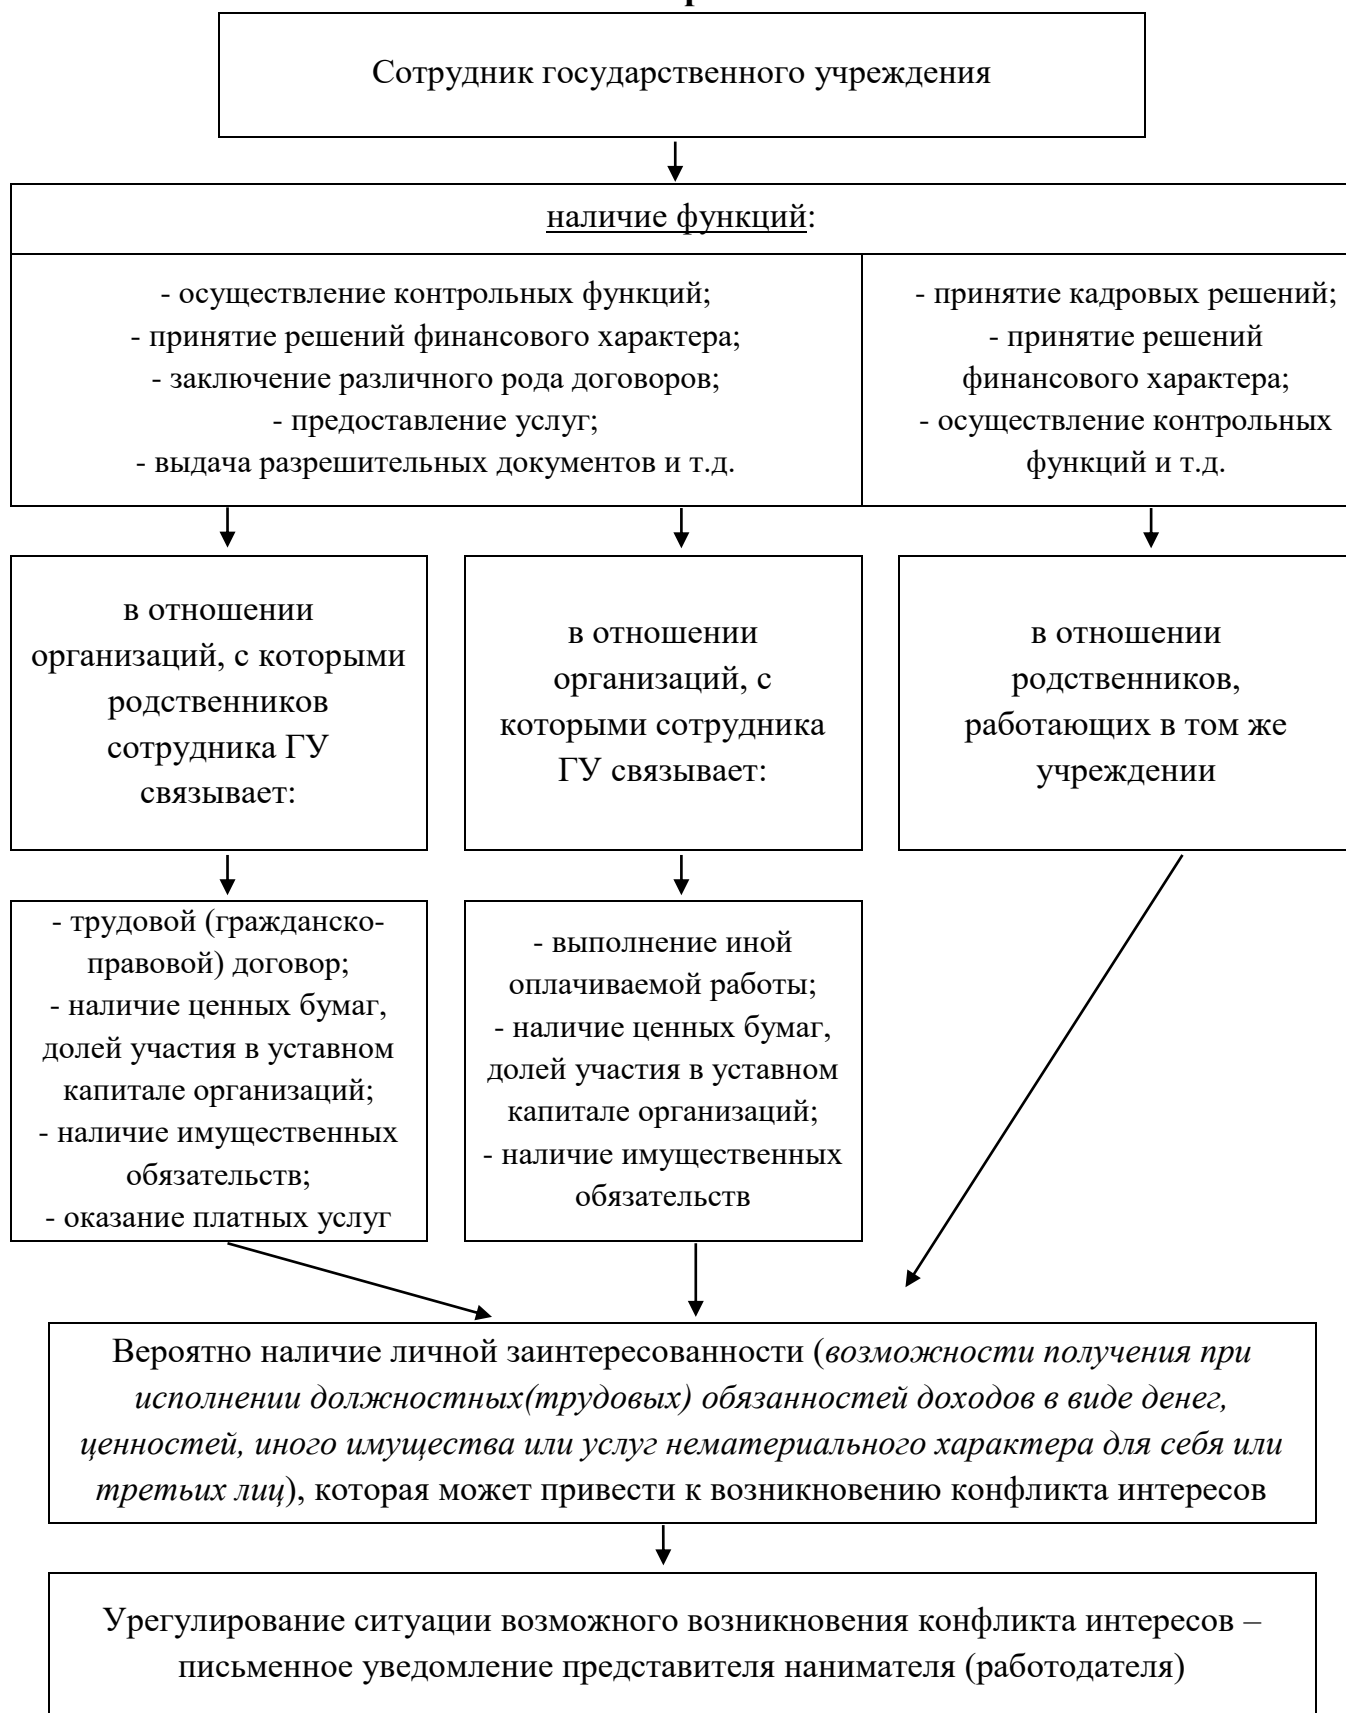 Сотрудник государственного учреждения
наличие функций:
- осуществление контрольных функций;
- принятие решений финансового характера;
- заключение различного рода договоров;
- предоставление услуг;
- выдача разрешительных документов и т.д.
- принятие кадровых решений;
- принятие решений
финансового характера;
- осуществление контрольных
функций и т.д.
в отношении
организаций, с которыми
родственников
сотрудника ГУ
связывает:
в отношении
организаций, с
которыми сотрудника
ГУ связывает:
в отношении
родственников,
работающих в том же
учреждении
- трудовой (гражданско-
правовой) договор;
- наличие ценных бумаг,
долей участия в уставном
капитале организаций;
- наличие имущественных
обязательств;
- оказание платных услуг
- выполнение иной
оплачиваемой работы;
- наличие ценных бумаг,
долей участия в уставном
капитале организаций;
- наличие имущественных
обязательств
Вероятно наличие личной заинтересованности (возможности получения при
исполнении должностных(трудовых) обязанностей доходов в виде денег,
ценностей, иного имущества или услуг нематериального характера для себя или
третьих лиц), которая может привести к возникновению конфликта интересов
Урегулирование ситуации возможного возникновения конфликта интересов –
письменное уведомление представителя нанимателя (работодателя)